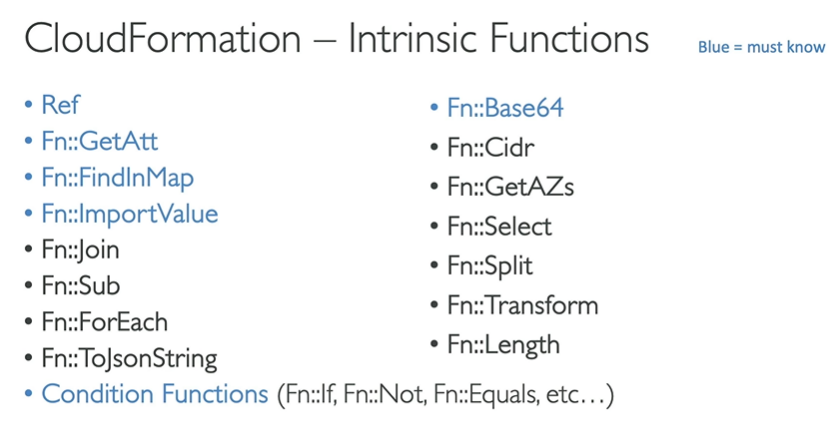 CloudFormation – Intrinsic Functions
Blue = must know
• Ref
• Fn::GetAtt
• Fn::FindInMap
• Fn::ImportValue
• Fn::Join
• Fn::Sub
• Fn::ForEach
• Fn::ToJsonString
• Condition Functions (Fn::If, Fn::Not, Fn::Equals, etc…)
• Fn::Base64
• Fn::Cidr
• Fn::GetAZs
• Fn::Select
• Fn::Split
• Fn::Transform
• Fn::Length